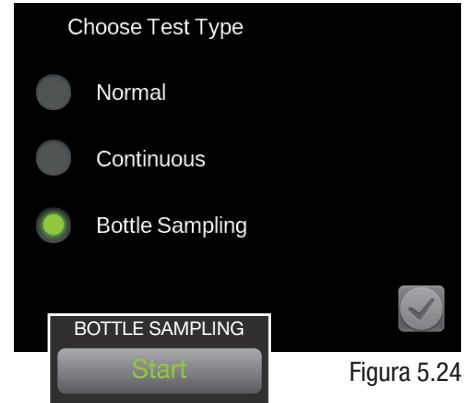 Choose Test Type
Normal
Continuous
Bottle Sampling
BOTTLE SAMPLING
Start
Figura 5.24